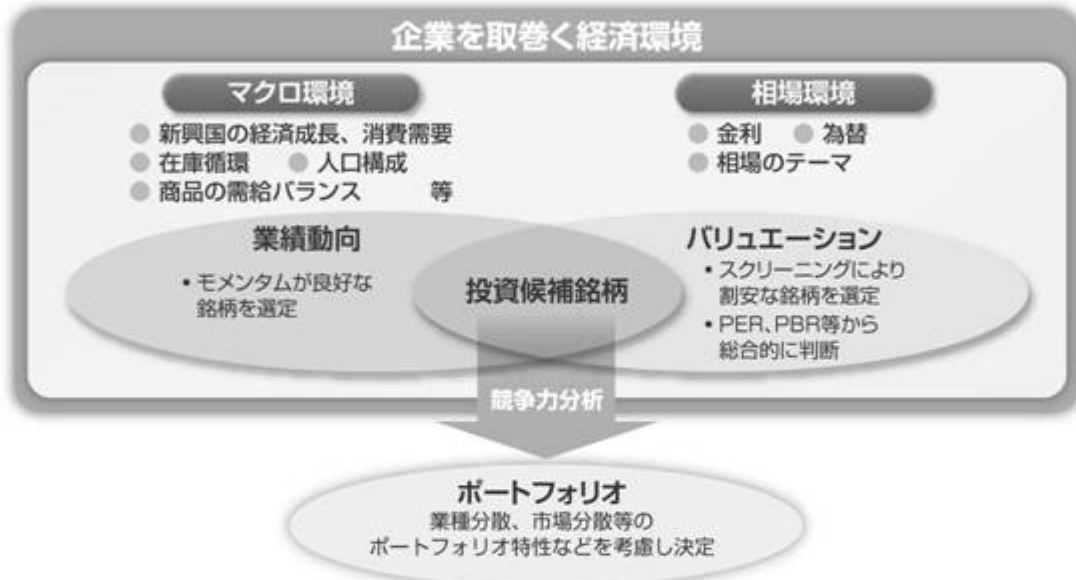 企業を取巻く経済環境
マクロ環境
● 新興国の経済成長、消費需要
● 在庫循環 ● 人口構成
● 商品の需給バランス 等
相場環境
● 金利 ● 為替
● 相場のテーマ
業績動向
• モメンタムが良好な
銘柄を選定
投資候補銘柄
バリュエーション
• スクリーニングにより
割安な銘柄を選定
• PER、PBR等から
総合的に判断
競争力分析
ポートフォリオ
業種分散、市場分散等の
ポートフォリオ特性などを考慮し決定